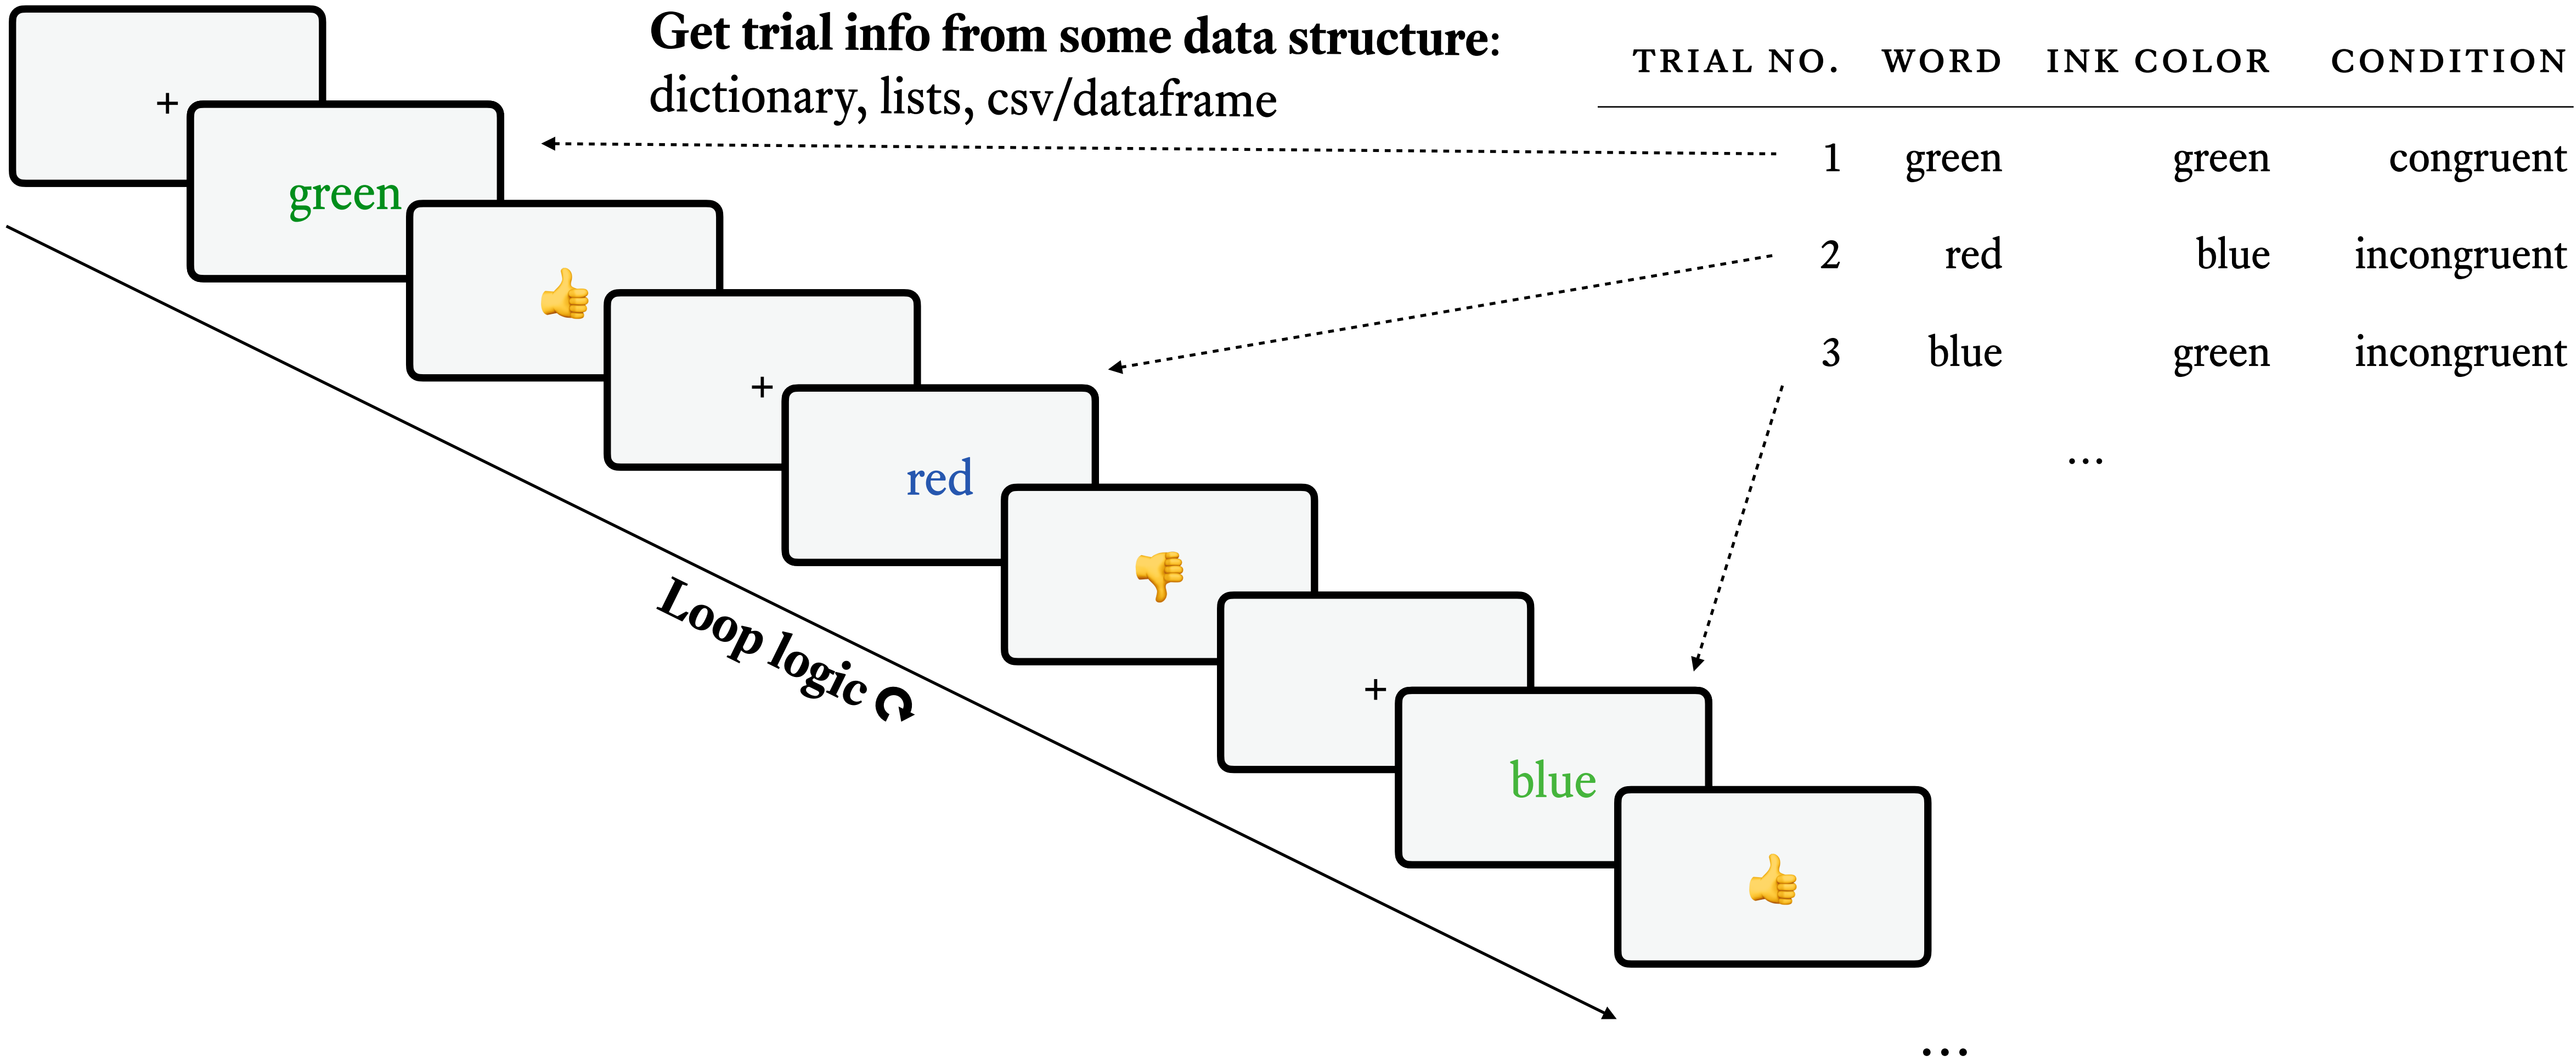 Get trial info from some data structure:
dictionary, lists, csv/dataframe
TRIAL NO. WORD INK COLOR CONDITION
1 green green congruent
2 red blue incongruent
3 blue green incongruent
...
+
green
+
red
+
blue
Loop logic
...